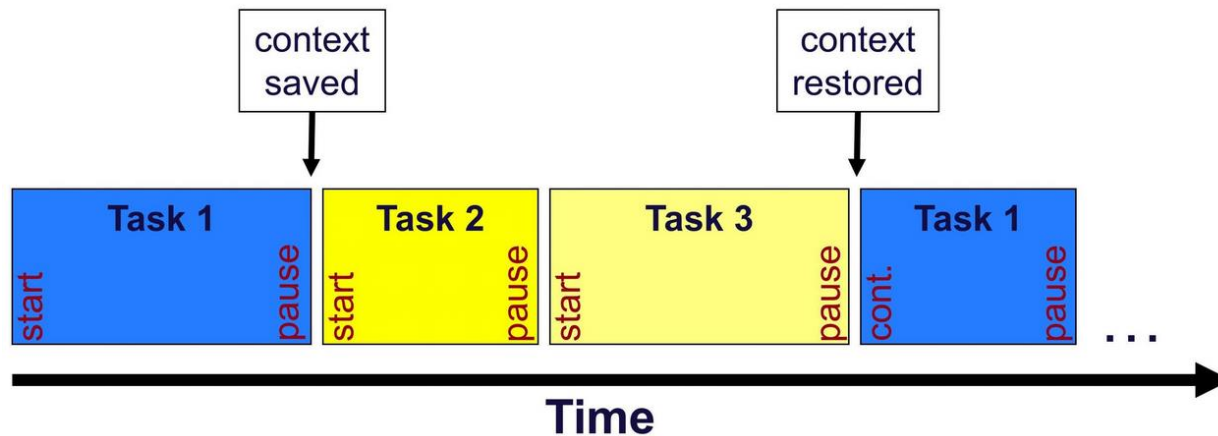 context
saved
context
restored
Task 1
start
pause
Task 2
start
pause
Task 3
start
pause
Task 1
cont.
pause
...
Time